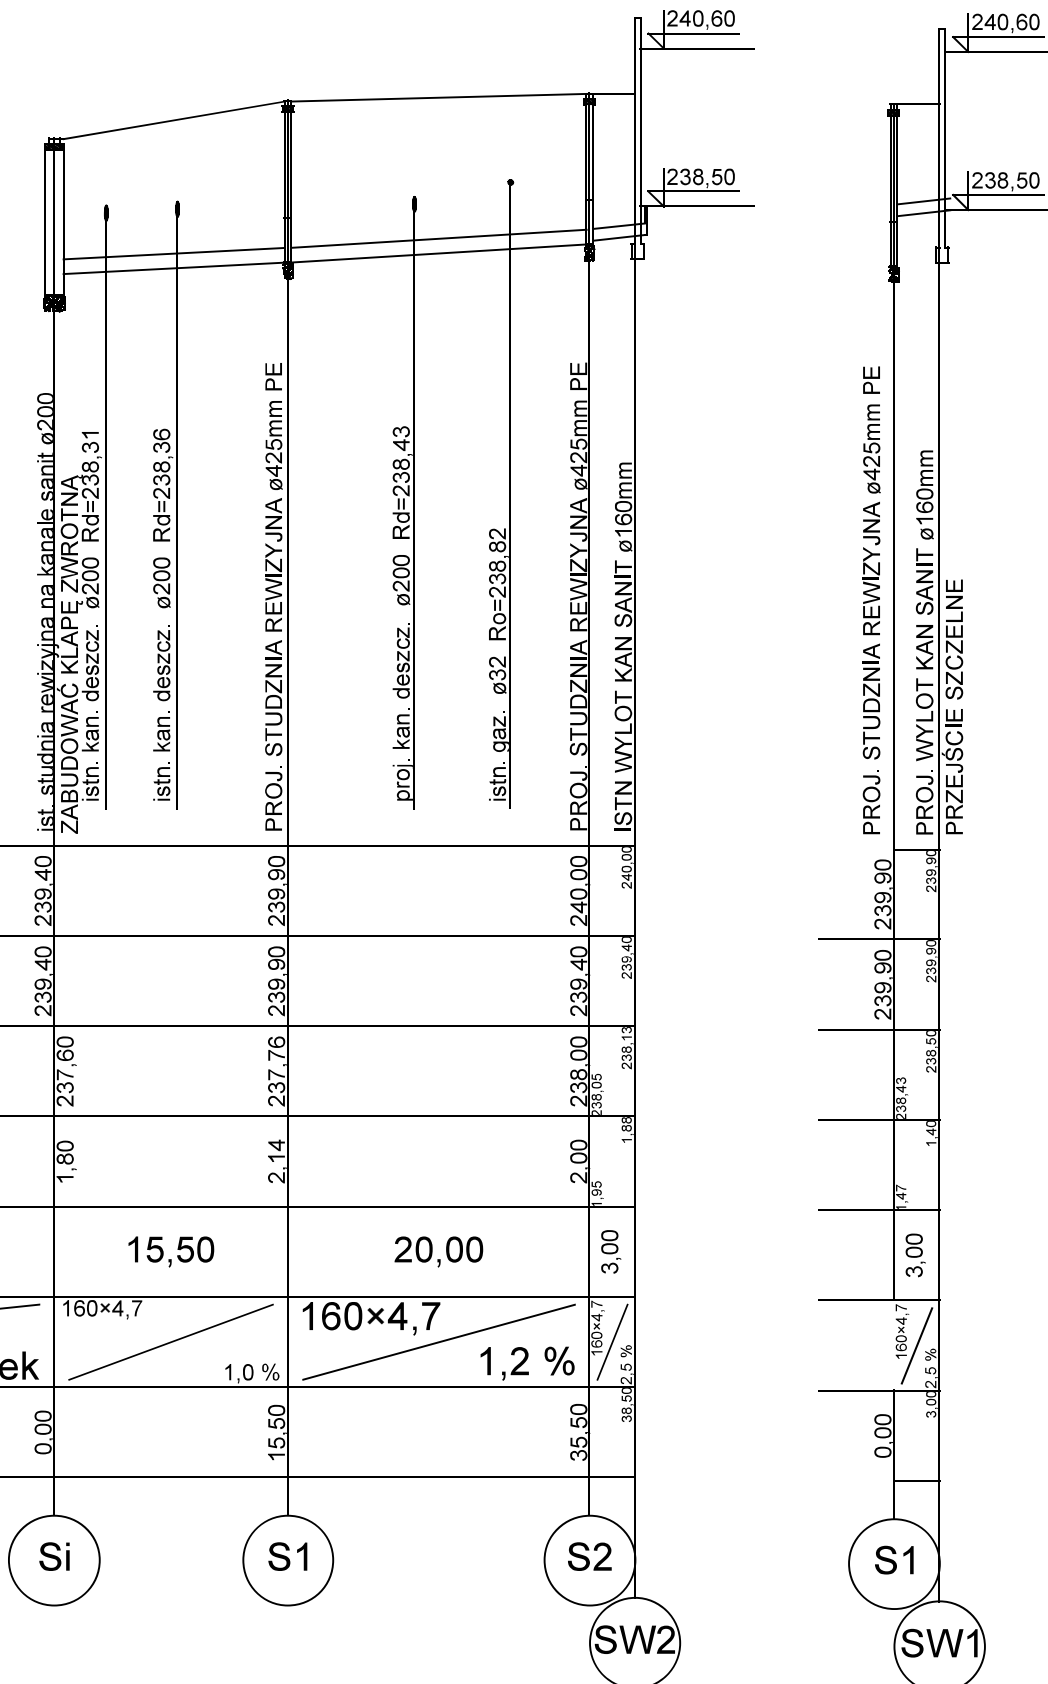 240,60
238,50
240,60
238,50
ist. studnia rewizyjna na kanale sanit ø200
ZABUDOWAĆ KLAPĘ ZWROTNĄ
istn. kan. deszcz. ø200 Rd=238,31
istn. kan. deszcz. ø200 Rd=238,36
PROJ. STUDZNIA REWIZYJNA ø425mm PE
proj. kan. deszcz. ø200 Rd=238,43
istn. gaz. ø32 Ro=238,82
PROJ. STUDZNIA REWIZYJNA ø425mm PE
ISTN WYLOT KAN SANIT ø160mm
PROJ. STUDZNIA REWIZYJNA ø425mm PE
PROJ. WYLOT KAN SANIT ø160mm
PRZEJŚCIE SZCZELNE
239,40
239,90
240,00
240,00
239,90
239,90
239,40
239,90
239,40
239,40
239,90
239,90
237,60
237,76
238,00
238,05
238,13
238,43
238,50
1,80
2,14
2,00
1,95
1,88
1,47
1,40
15,50
20,00
3,00
3,00
ek
160×4,7
1,0 %
160×4,7
1,2 %
160×4,7
2,5 %
160×4,7
2,5 %
0,00
15,50
35,50
38,50
0,00
3,00
Si
S1
S2
SW2
S1
SW1